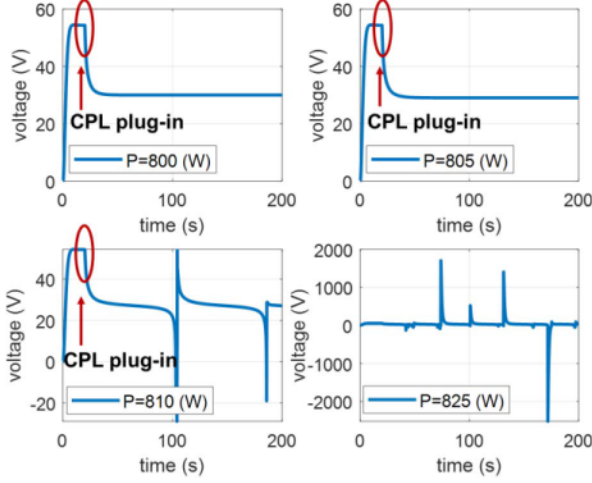 60
40
20
0
voltage (V)
CPL plug-in
P=800 (W)
0
100
200
time (s)
60
40
20
0
voltage (V)
CPL plug-in
P=805 (W)
0
100
200
time (s)
40
20
0
-20
voltage (V)
CPL plug-in
P=810 (W)
0
100
200
time (s)
2000
1000
0
-1000
-2000
voltage (V)
P=825 (W)
0
100
200
time (s)